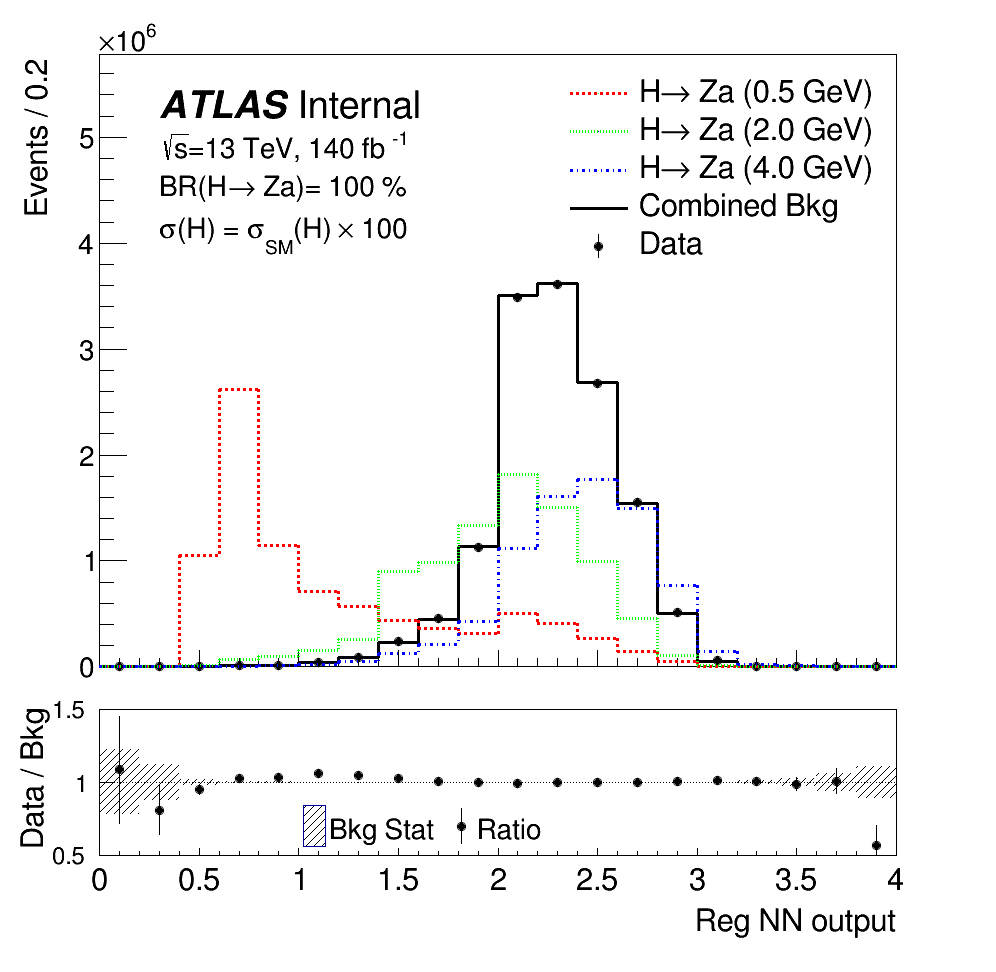 ×10⁶
Events / 0.2
ATLAS Internal
√s=13 TeV, 140 fb⁻¹
BR(H→ Za)= 100 %
σ(H) = σ_SM(H) × 100
H→ Za (0.5 GeV)
H→ Za (2.0 GeV)
H→ Za (4.0 GeV)
Combined Bkg
Data
5
4
3
2
1
0
Data / Bkg
1.5
1
0.5
Bkg Stat
Ratio
0 0.5 1 1.5 2 2.5 3 3.5 4
Reg NN output